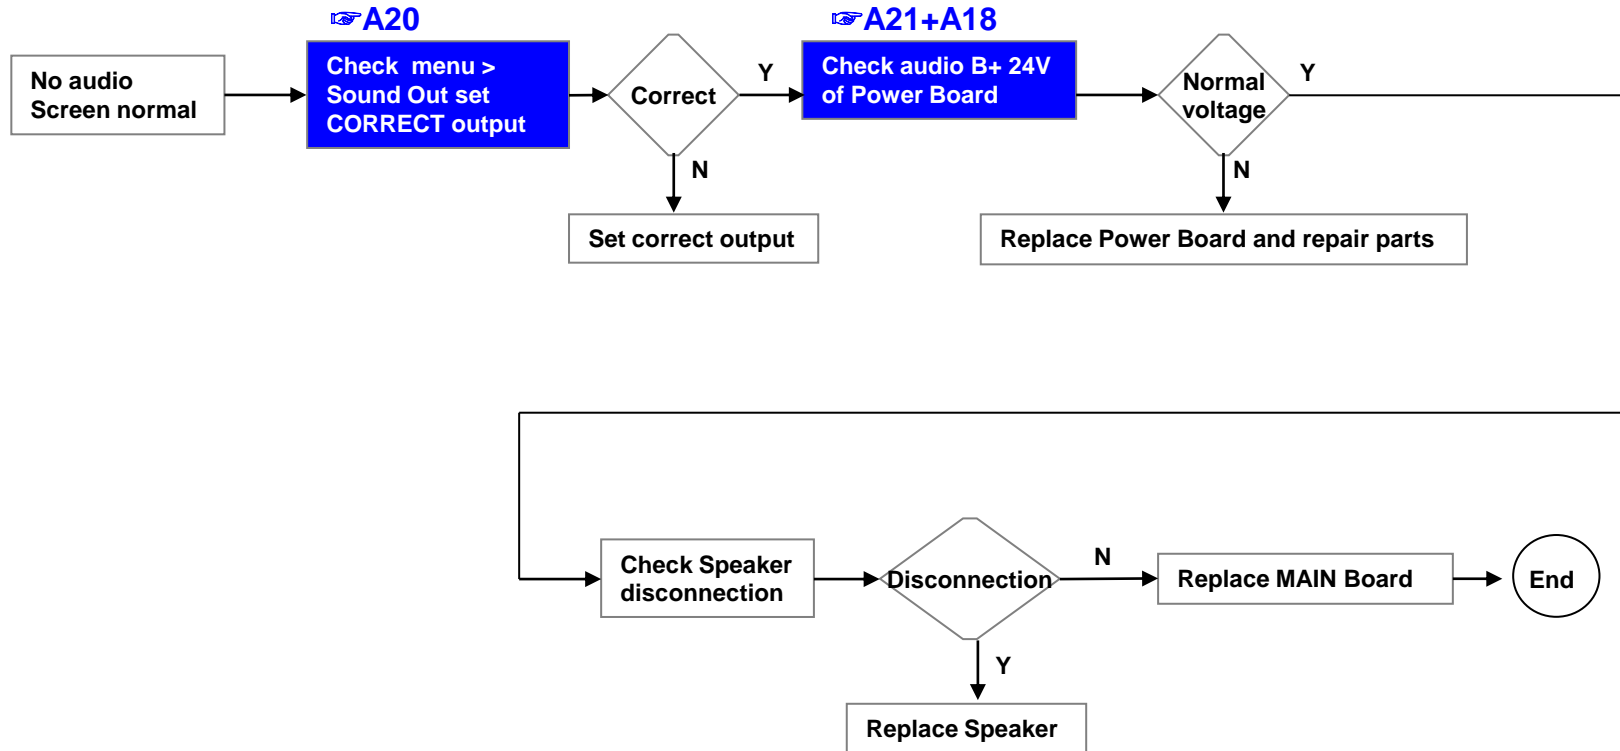 ☞A20
☞A21+A18
No audio
Screen normal
Check menu >
Sound Out set
CORRECT output
Correct
Y
Check audio B+ 24V
of Power Board
Normal
voltage
Y
N
N
Set correct output
Replace Power Board and repair parts
Check Speaker
disconnection
Disconnection
N
Replace MAIN Board
End
Y
Replace Speaker